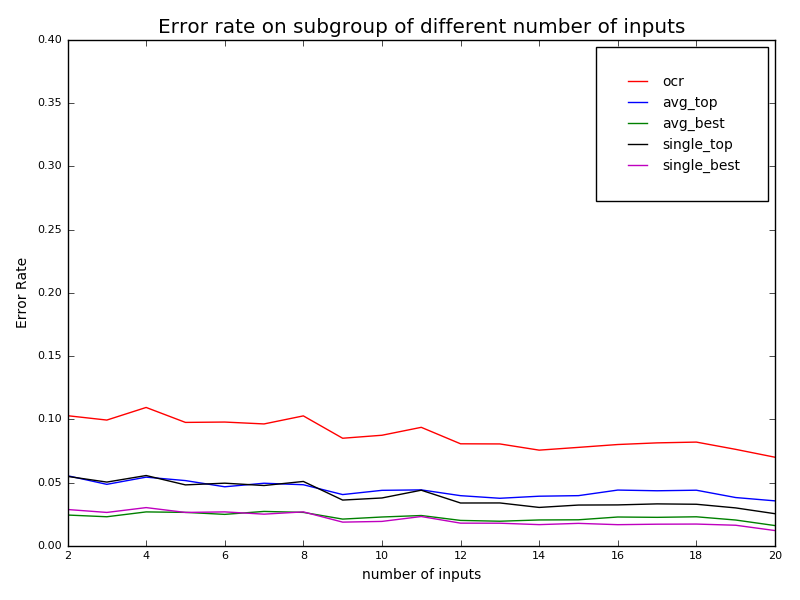 Error rate on subgroup of different number of inputs
0.40
0.35
0.30
0.25
0.20
0.15
0.10
0.05
0.00
Error Rate
ocr
avg_top
avg_best
single_top
single_best
2 4 6 8 10 12 14 16 18 20
number of inputs